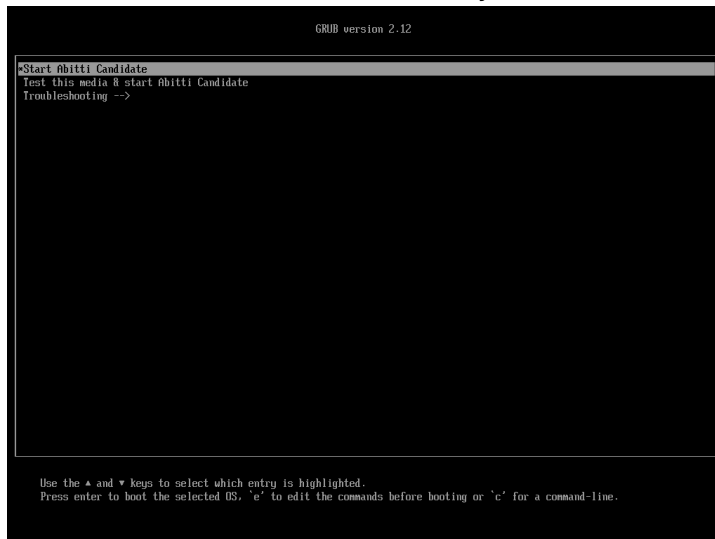 GRUB version 2.12
*Start Abitti Candidate
Test this media & start Abitti Candidate
Troubleshooting -->
Use the ▲ and ▼ keys to select which entry is highlighted.
Press enter to boot the selected OS, `e' to edit the commands before booting or `c' for a command-line.